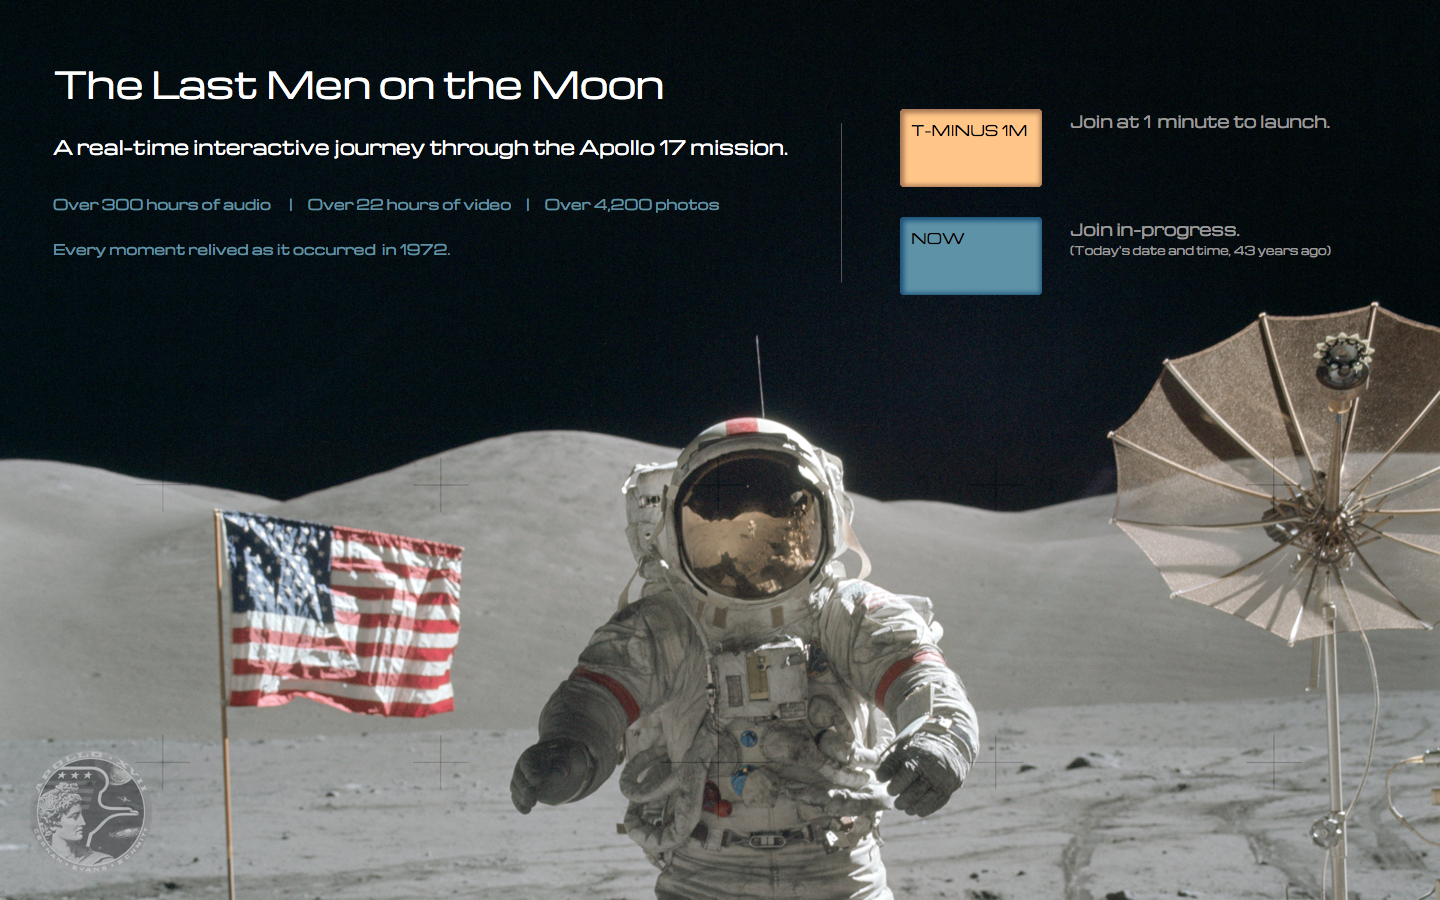 The Last Men on the Moon
A real-time interactive journey through the Apollo 17 mission.
Over 300 hours of audio | Over 22 hours of video | Over 4,200 photos
Every moment relived as it occurred in 1972.
T-MINUS 1M
Join at 1 minute to launch.
NOW
Join in-progress.
(Today's date and time, 43 years ago)
APOLLO XVII
CERNAN EVANS SCHMITT